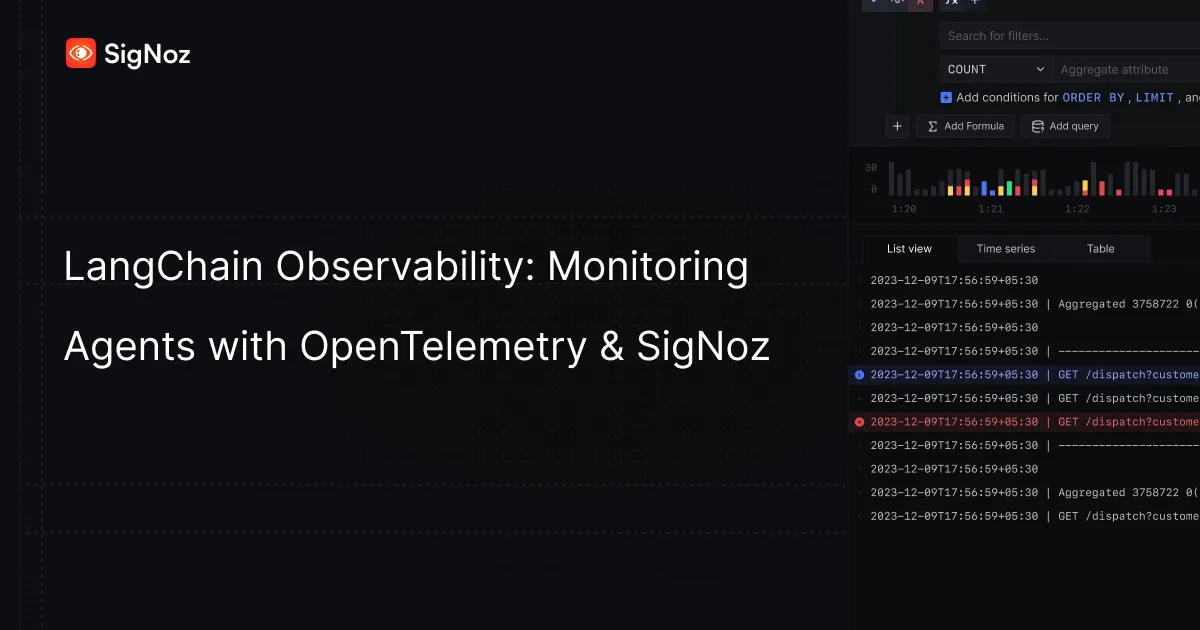 SigNoz
LangChain Observability: Monitoring
Agents with OpenTelemetry & SigNoz
Search for filters...
COUNT
Aggregate attribute
Add conditions for ORDER BY, LIMIT, an
+
Add Formula
Add query
30
0
1:20 1:21 1:22 1:23
List view Time series Table
2023-12-09T17:56:59+05:30
2023-12-09T17:56:59+05:30 | Aggregated 3758722 0(
2023-12-09T17:56:59+05:30
2023-12-09T17:56:59+05:30 | ---------------------
2023-12-09T17:56:59+05:30 | GET /dispatch?custome
2023-12-09T17:56:59+05:30 | GET /dispatch?custome
2023-12-09T17:56:59+05:30 | GET /dispatch?custome
2023-12-09T17:56:59+05:30 | ---------------------
2023-12-09T17:56:59+05:30
2023-12-09T17:56:59+05:30 | Aggregated 3758722 0(
2023-12-09T17:56:59+05:30 | GET /dispatch?custome